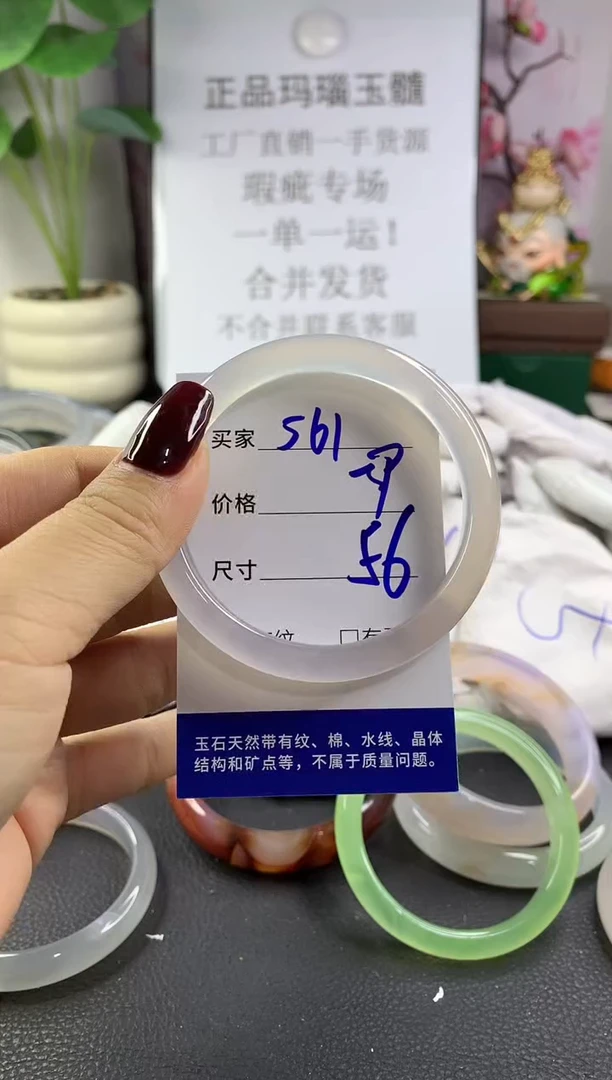 正品玛瑙玉髓
工厂直销一手货源
瑕疵专场
一单一运！
合并发货
不合并联系客服
买家 561
价格
尺寸 56
纹 口有
玉石天然带有纹、棉、水线、晶体
结构和矿点等，不属于质量问题。